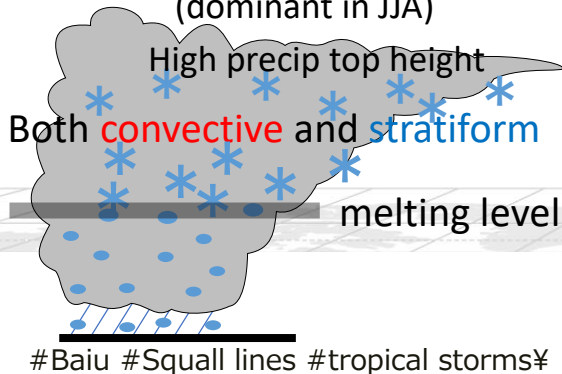 (dominant in JJA)
High precip top height
Both convective and stratiform
melting level
#Baiu #Squall lines #tropical storms¥